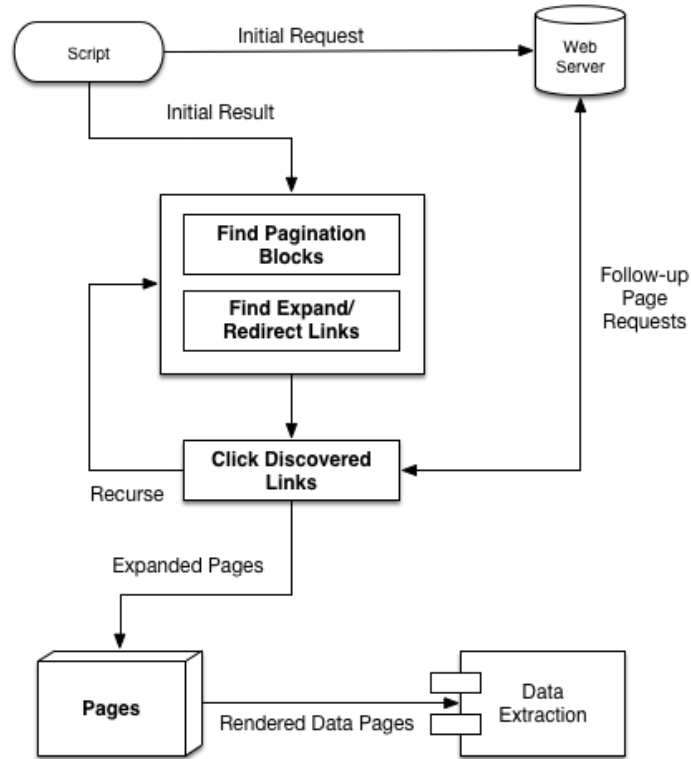 Script
Initial Request
Web
Server
Initial Result
Find Pagination
Blocks
Find Expand/
Redirect Links
Follow-up
Page
Requests
Click Discovered
Links
Recurse
Expanded Pages
Pages
Rendered Data Pages
Data
Extraction